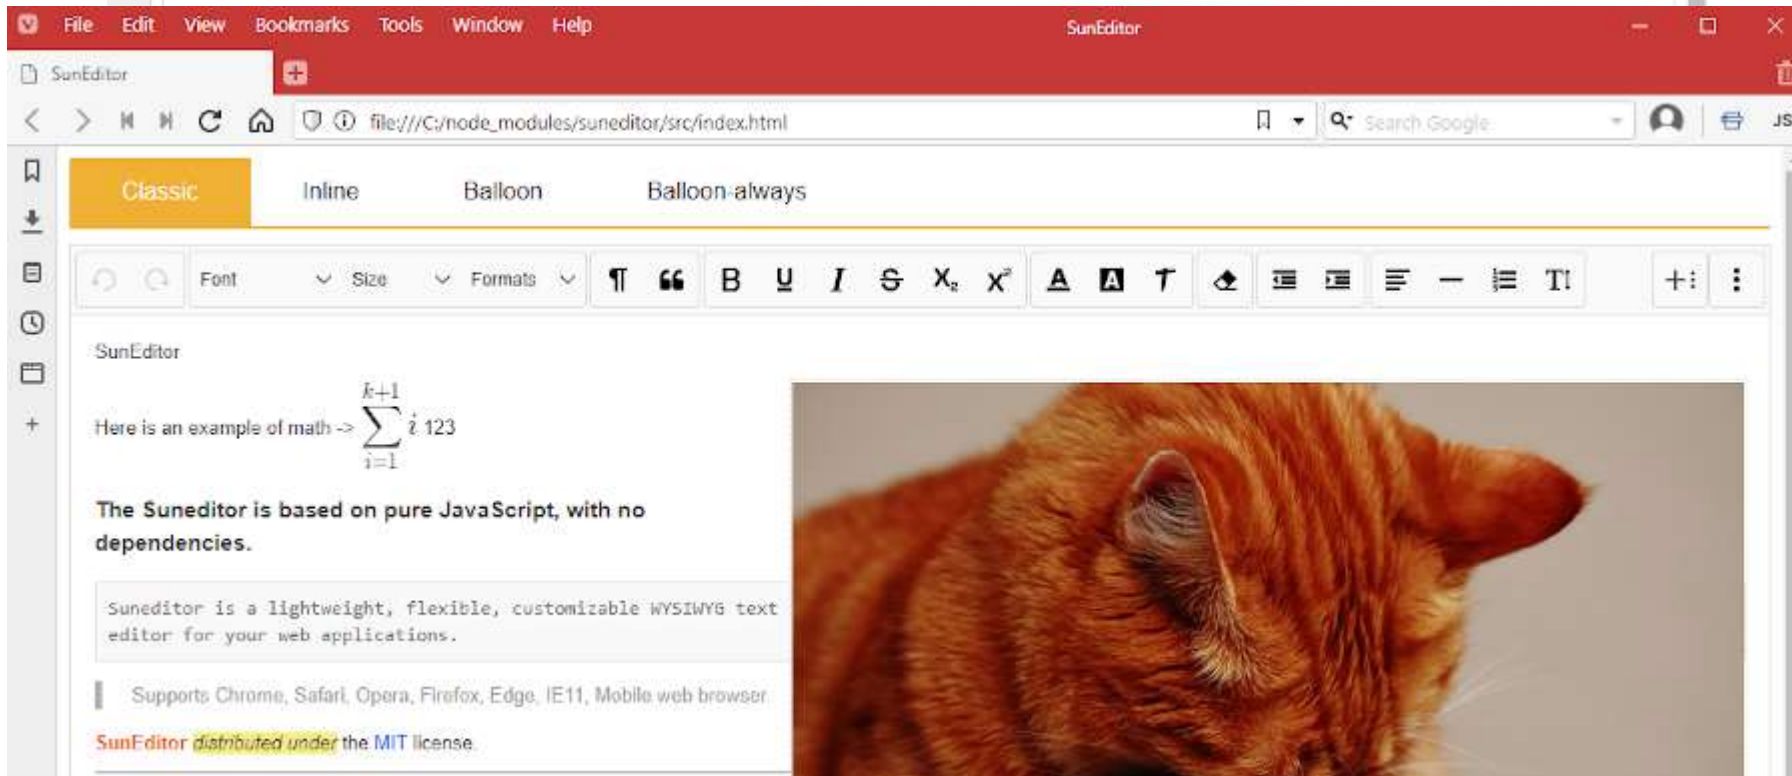 File Edit View Bookmarks Tools Window Help SunEditor
SunEditor
file:///C:/node_modules/suneditor/src/index.html Search Google JS
Classic Inline Balloon Balloon-always
Font Size Formats ¶ B U I S X₂ X² A A T T
SunEditor
k+1
Here is an example of math -> ∑ i 123
i=1
The Suneditor is based on pure JavaScript, with no
dependencies.
Suneditor is a lightweight, flexible, customizable WYSIWYG text
editor for your web applications.
Supports Chrome, Safari, Opera, Firefox, Edge, IE11, Mobile web browser.
SunEditor distributed under the MIT license.